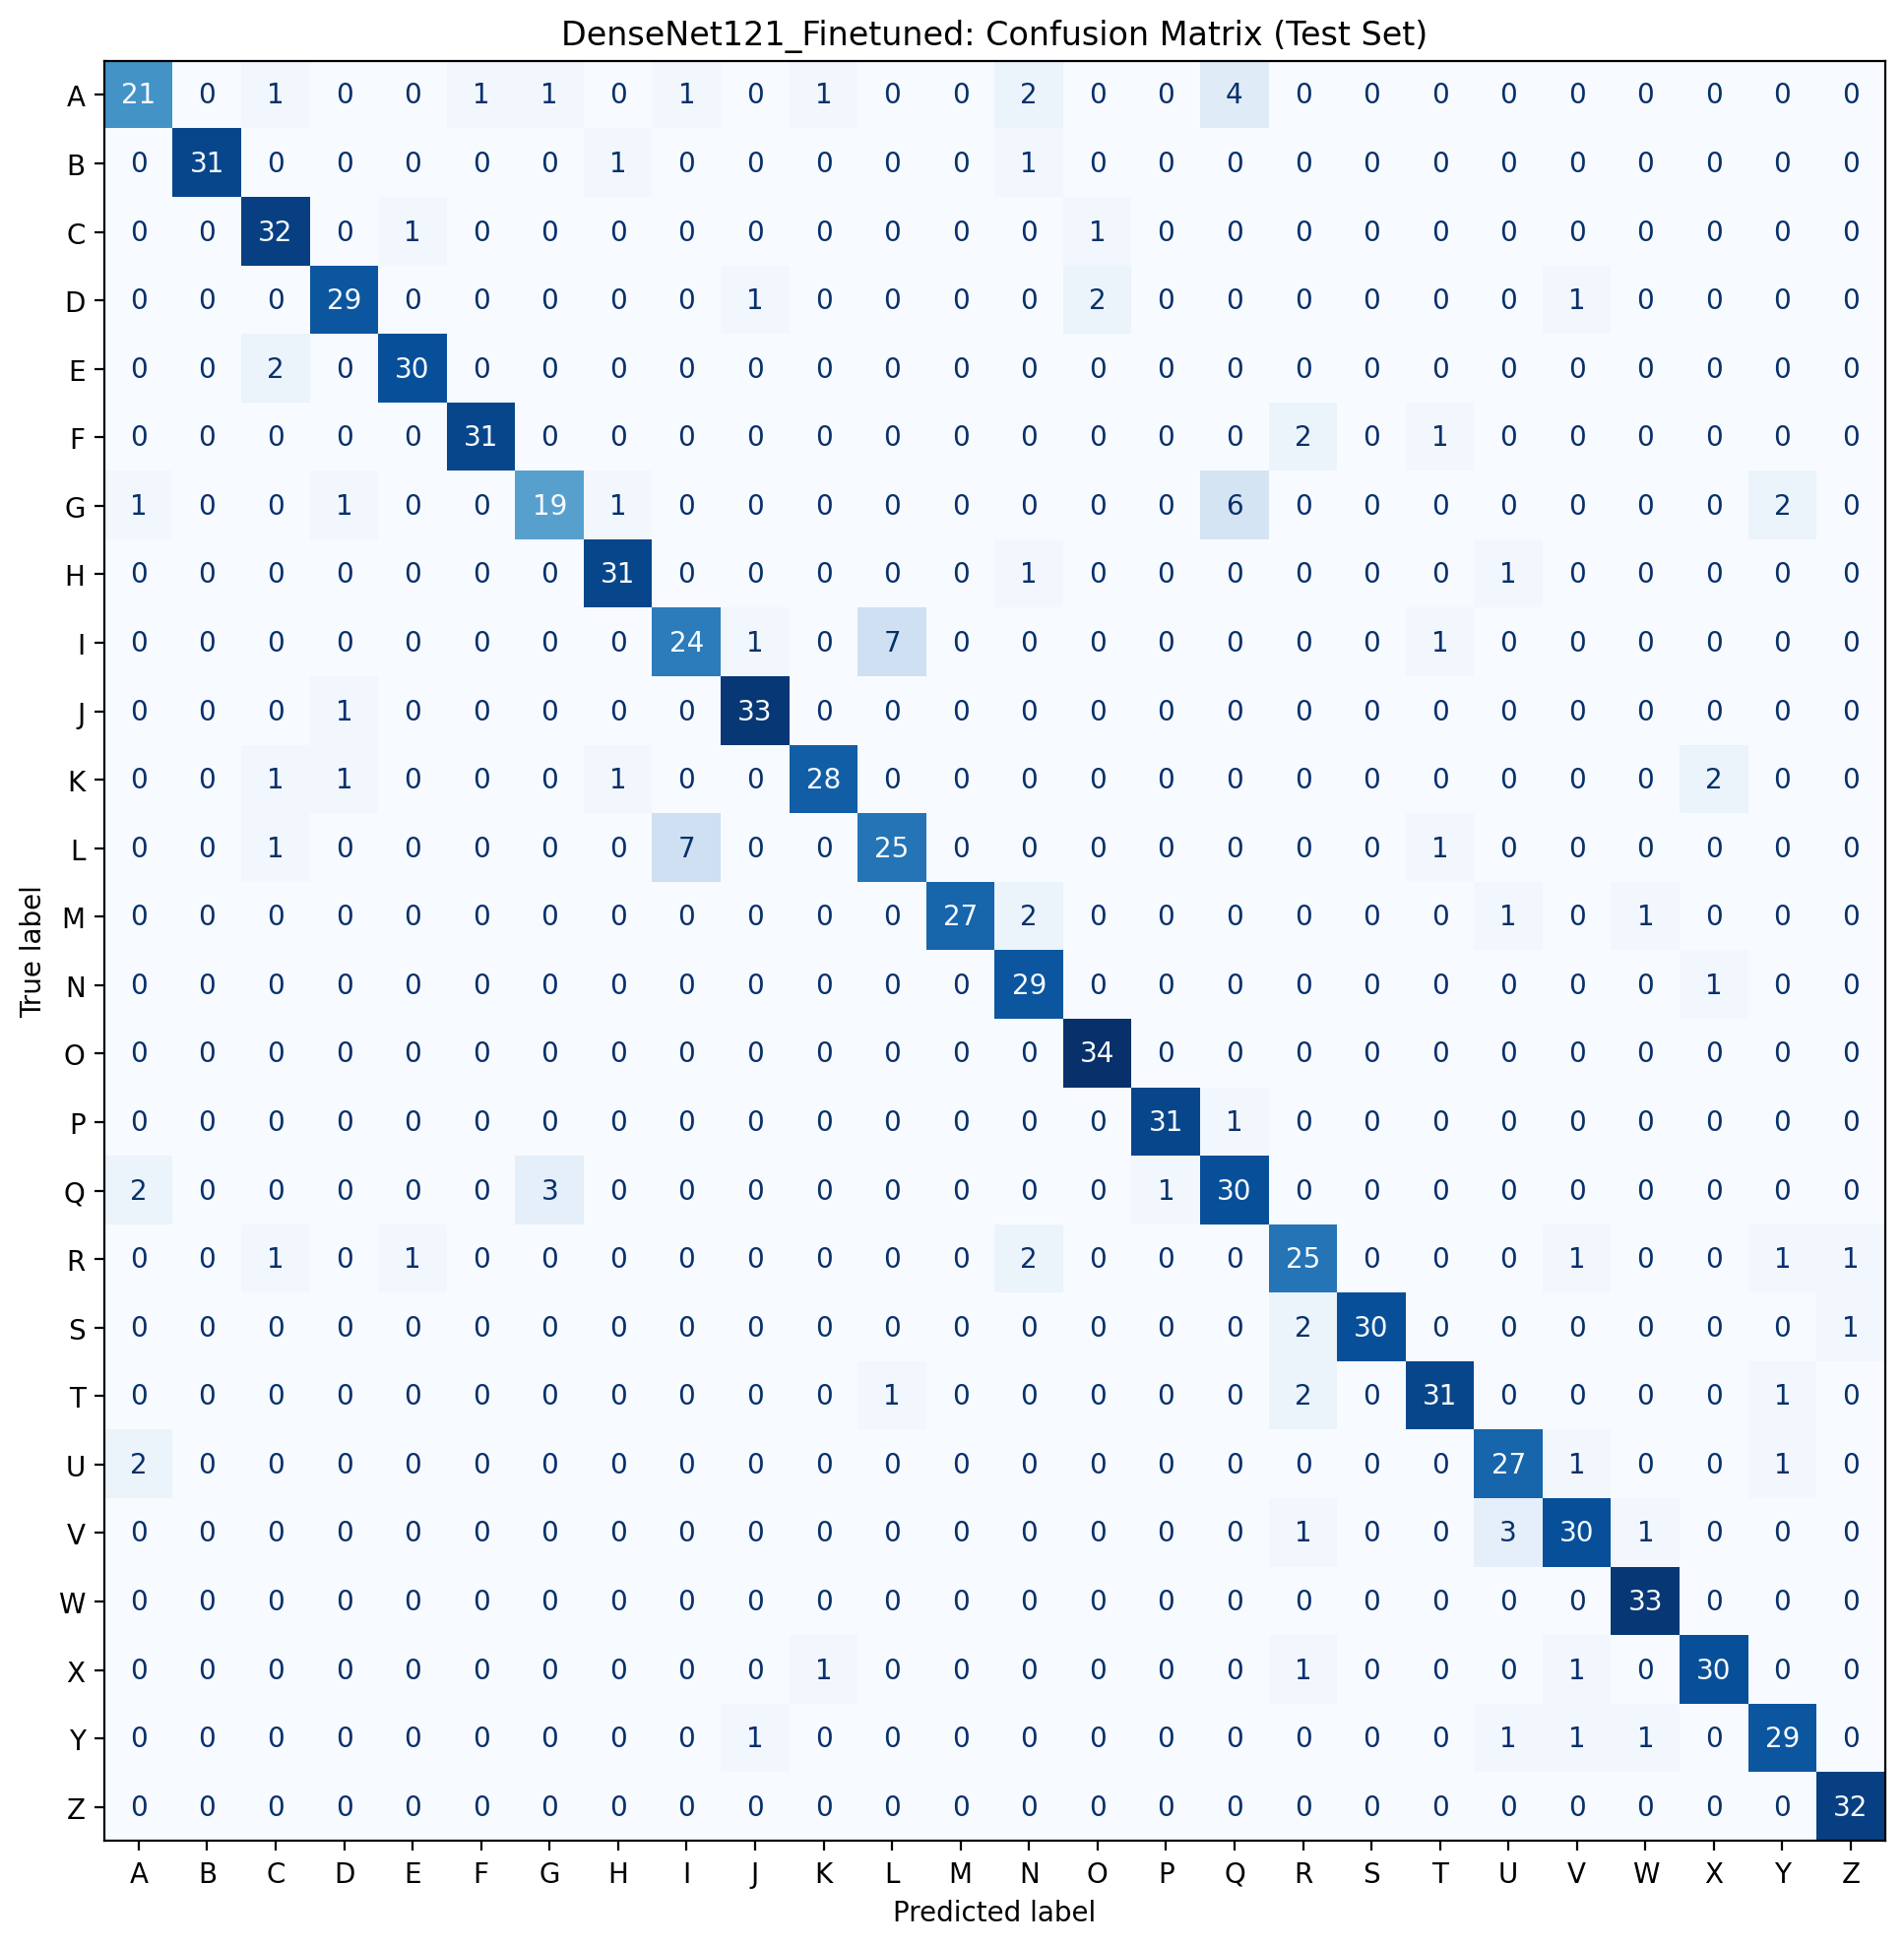 DenseNet121_Finetuned: Confusion Matrix (Test Set)
A 21 0 1 0 0 1 1 0 1 0 1 0 0 2 0 0 4 0 0 0 0 0 0 0 0 0
B 0 31 0 0 0 0 0 1 0 0 0 0 0 1 0 0 0 0 0 0 0 0 0 0 0 0
C 0 0 32 0 1 0 0 0 0 0 0 0 0 0 1 0 0 0 0 0 0 0 0 0 0 0
D 0 0 0 29 0 0 0 0 0 1 0 0 0 0 2 0 0 0 0 0 0 1 0 0 0 0
E 0 0 2 0 30 0 0 0 0 0 0 0 0 0 0 0 0 0 0 0 0 0 0 0 0 0
F 0 0 0 0 0 31 0 0 0 0 0 0 0 0 0 0 0 2 0 1 0 0 0 0 0 0
G 1 0 0 1 0 0 19 1 0 0 0 0 0 0 0 0 6 0 0 0 0 0 0 0 2 0
H 0 0 0 0 0 0 0 31 0 0 0 0 0 1 0 0 0 0 0 0 1 0 0 0 0 0
I 0 0 0 0 0 0 0 0 24 1 0 7 0 0 0 0 0 0 0 1 0 0 0 0 0 0
J 0 0 0 1 0 0 0 0 0 33 0 0 0 0 0 0 0 0 0 0 0 0 0 0 0 0
K 0 0 1 1 0 0 0 1 0 0 28 0 0 0 0 0 0 0 0 0 0 0 0 2 0 0
L 0 0 1 0 0 0 0 0 7 0 0 25 0 0 0 0 0 0 0 1 0 0 0 0 0 0
M 0 0 0 0 0 0 0 0 0 0 0 0 27 2 0 0 0 0 0 0 1 0 1 0 0 0
N 0 0 0 0 0 0 0 0 0 0 0 0 0 29 0 0 0 0 0 0 0 0 0 1 0 0
O 0 0 0 0 0 0 0 0 0 0 0 0 0 0 34 0 0 0 0 0 0 0 0 0 0 0
P 0 0 0 0 0 0 0 0 0 0 0 0 0 0 0 31 1 0 0 0 0 0 0 0 0 0
Q 2 0 0 0 0 0 3 0 0 0 0 0 0 0 0 1 30 0 0 0 0 0 0 0 0 0
R 0 0 1 0 1 0 0 0 0 0 0 0 0 2 0 0 0 25 0 0 0 1 0 0 1 1
S 0 0 0 0 0 0 0 0 0 0 0 0 0 0 0 0 0 2 30 0 0 0 0 0 0 1
T 0 0 0 0 0 0 0 0 0 0 0 1 0 0 0 0 0 2 0 31 0 0 0 0 1 0
U 2 0 0 0 0 0 0 0 0 0 0 0 0 0 0 0 0 0 0 0 27 1 0 0 1 0
V 0 0 0 0 0 0 0 0 0 0 0 0 0 0 0 0 0 1 0 0 3 30 1 0 0 0
W 0 0 0 0 0 0 0 0 0 0 0 0 0 0 0 0 0 0 0 0 0 0 33 0 0 0
X 0 0 0 0 0 0 0 0 0 0 1 0 0 0 0 0 0 1 0 0 0 1 0 30 0 0
Y 0 0 0 0 0 0 0 0 0 1 0 0 0 0 0 0 0 0 0 0 1 1 1 0 29 0
Z 0 0 0 0 0 0 0 0 0 0 0 0 0 0 0 0 0 0 0 0 0 0 0 0 0 32
A B C D E F G H I J K L M N O P Q R S T U V W X Y Z
Predicted label
True label